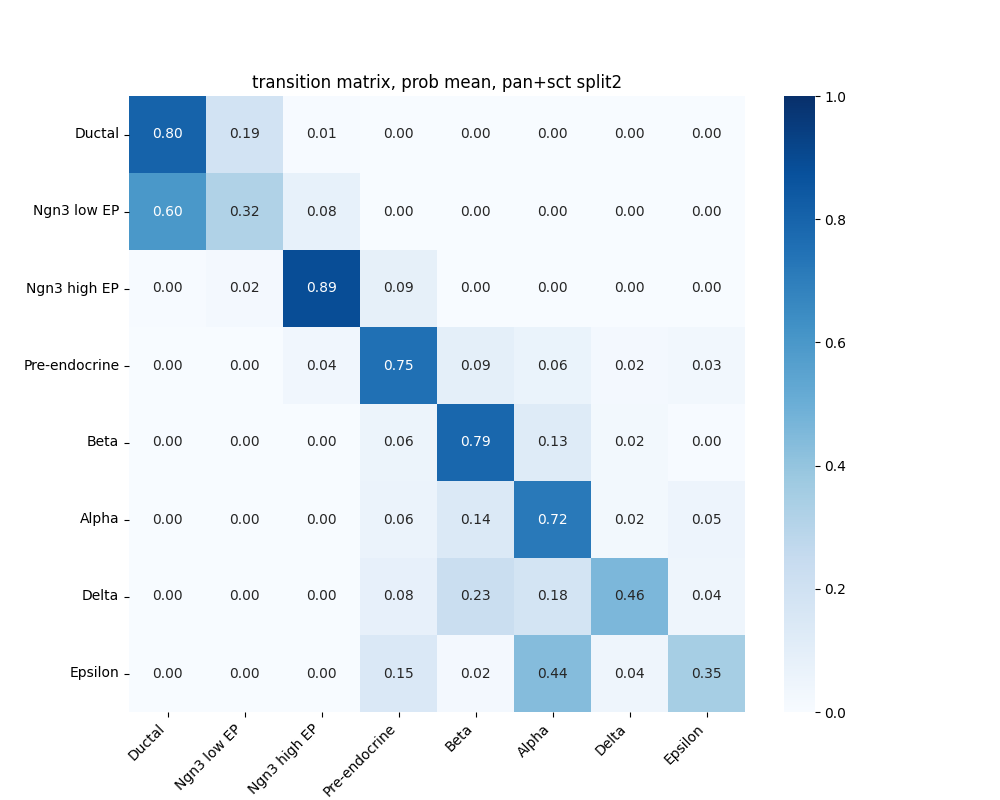 transition matrix, prob mean, pan+sct split2
Ductal 0.80 0.19 0.01 0.00 0.00 0.00 0.00 0.00
Ngn3 low EP 0.60 0.32 0.08 0.00 0.00 0.00 0.00 0.00
Ngn3 high EP 0.00 0.02 0.89 0.09 0.00 0.00 0.00 0.00
Pre-endocrine 0.00 0.00 0.04 0.75 0.09 0.06 0.02 0.03
Beta 0.00 0.00 0.00 0.06 0.79 0.13 0.02 0.00
Alpha 0.00 0.00 0.00 0.06 0.14 0.72 0.02 0.05
Delta 0.00 0.00 0.00 0.08 0.23 0.18 0.46 0.04
Epsilon 0.00 0.00 0.00 0.15 0.02 0.44 0.04 0.35
Ductal Ngn3 low EP Ngn3 high EP Pre-endocrine Beta Alpha Delta Epsilon
1.0
0.8
0.6
0.4
0.2
0.0